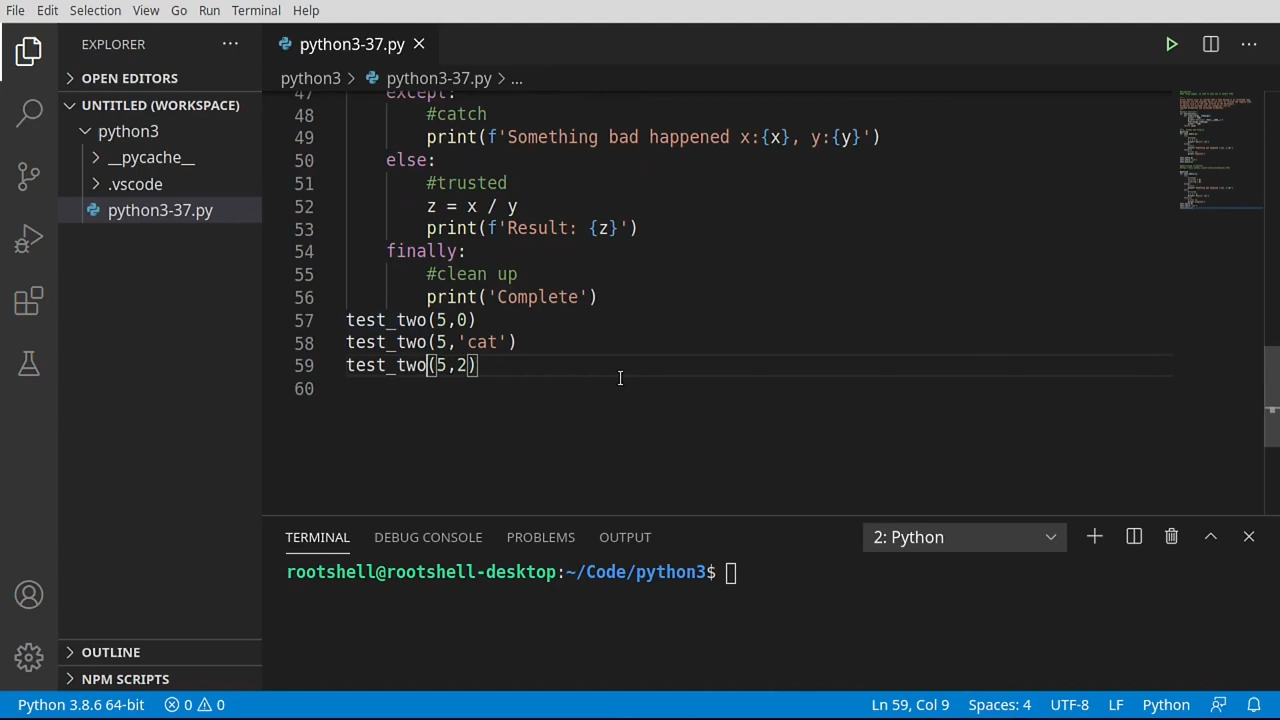 File Edit Selection View Go Run Terminal Help
EXPLORER
python3-37.py
OPEN EDITORS
python3 > python3-37.py > ...
UNTITLED (WORKSPACE)
python3
__pycache__
.vscode
python3-37.py
47 except:
48 #catch
49 print(f'Something bad happened x:{x}, y:{y}')
50 else:
51 #trusted
52 z = x / y
53 print(f'Result: {z}')
54 finally:
55 #clean up
56 print('Complete')
57 test_two(5,0)
58 test_two(5,'cat')
59 test_two(5,2)
60
TERMINAL DEBUG CONSOLE PROBLEMS OUTPUT 2: Python
rootshell@rootshell-desktop:~/Code/python3$
OUTLINE
NPM SCRIPTS
Python 3.8.6 64-bit 0 0 Ln 59, Col 9 Spaces: 4 UTF-8 LF Python